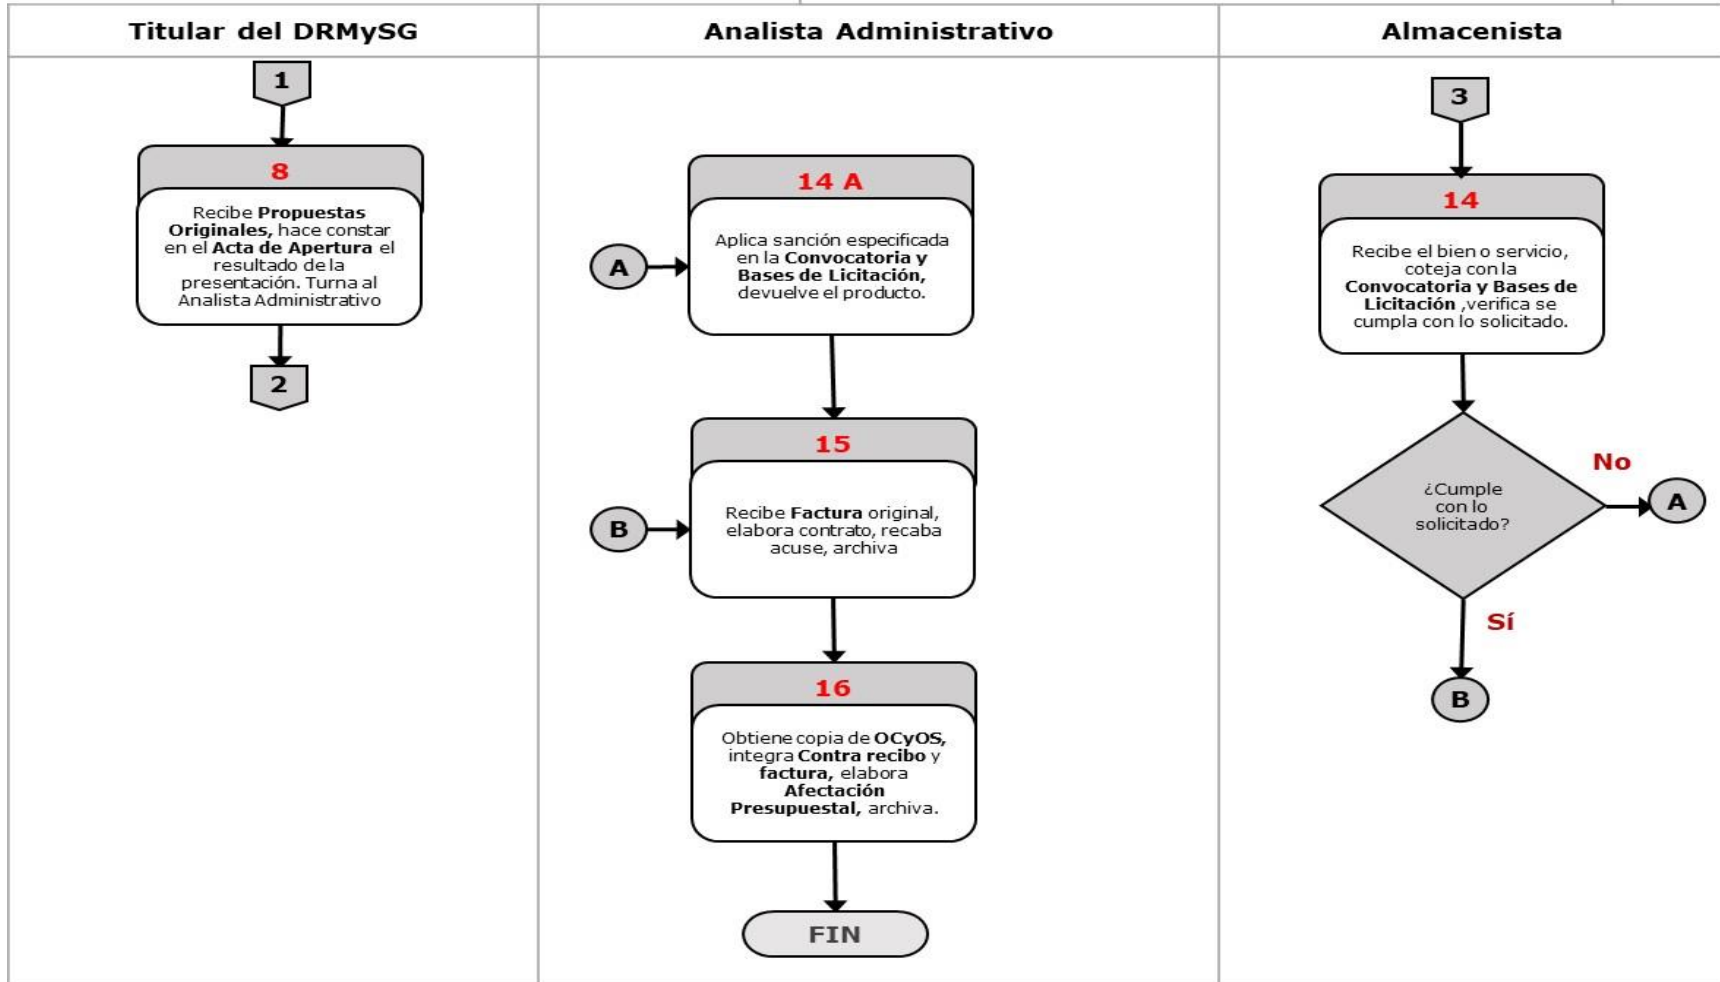 Titular del DRMySG
1
8
Recibe Propuestas
Originales, hace constar
en el Acta de Apertura el
resultado de la
presentación. Turna al
Analista Administrativo
2
Analista Administrativo
A
14 A
Aplica sanción especificada
en la Convocatoria y
Bases de Licitación,
devuelve el producto.
B
15
Recibe Factura original,
elabora contrato, recaba
acuse, archiva
16
Obtiene copia de OCyOS,
integra Contra recibo y
factura, elabora
Afectación
Presupuestal, archiva.
FIN
Almacenista
3
14
Recibe el bien o servicio,
coteja con la
Convocatoria y Bases de
Licitación ,verifica se
cumpla con lo solicitado.
¿Cumple
con lo
solicitado?
No
A
Sí
B